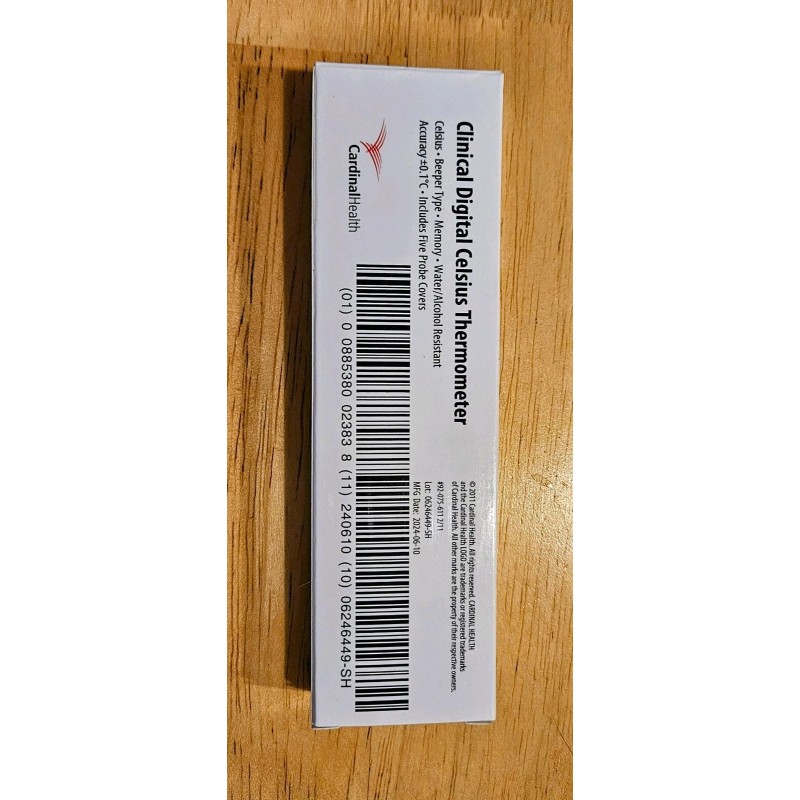 Clinical Digital Celsius Thermometer
Celsius • Beeper Type • Memory • Water/Alcohol Resistant
Accuracy ±0.1°C • Includes Five Probe Covers
CardinalHealth
© 2011 Cardinal Health. All rights reserved. CARDINAL HEALTH
and the Cardinal Health LOGO are trademarks or registered trademarks
of Cardinal Health. All other marks are the property of their respective owners.
#92-075-611 2/11
Lot: 06246449-SH
MFG Date: 2024-06-10
(01) 0 0885380 02383 8 (11) 240610 (10) 06246449-SH